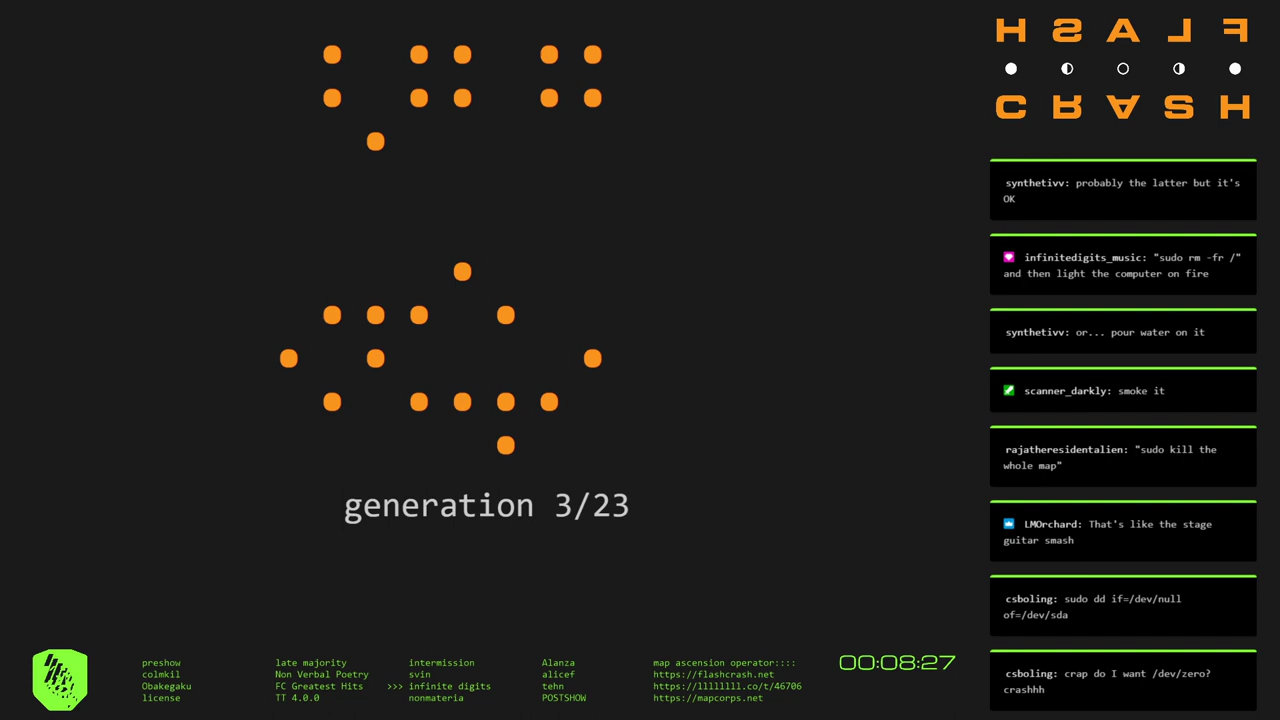 FLASH
CRASH
synthetivv: probably the latter but it's
OK
infinitedigits_music: "sudo rm -fr /"
and then light the computer on
fire
synthetivv: or... pour water on it
scanner_darkly: smoke it
rajatheresidentalien: "sudo kill the
whole map"
LMOrchard: That's like the stage
guitar smash
csboling: sudo dd if=/dev/null
of=/dev/sda
csboling: crap do I want /dev/zero?
crashhh
generation 3/23
preshow
colmkil
Obakegaku
license
late majority
Non Verbal Poetry
FC Greatest Hits
TT 4.0.0
intermission
svin
>>> infinite digits
nonmateria
Alanza
alicef
tehn
POSTSHOW
map ascension operator::::
https://flashcrash.net
https://llllllll.co/t/46706
https://mapcorps.net
00:08:27